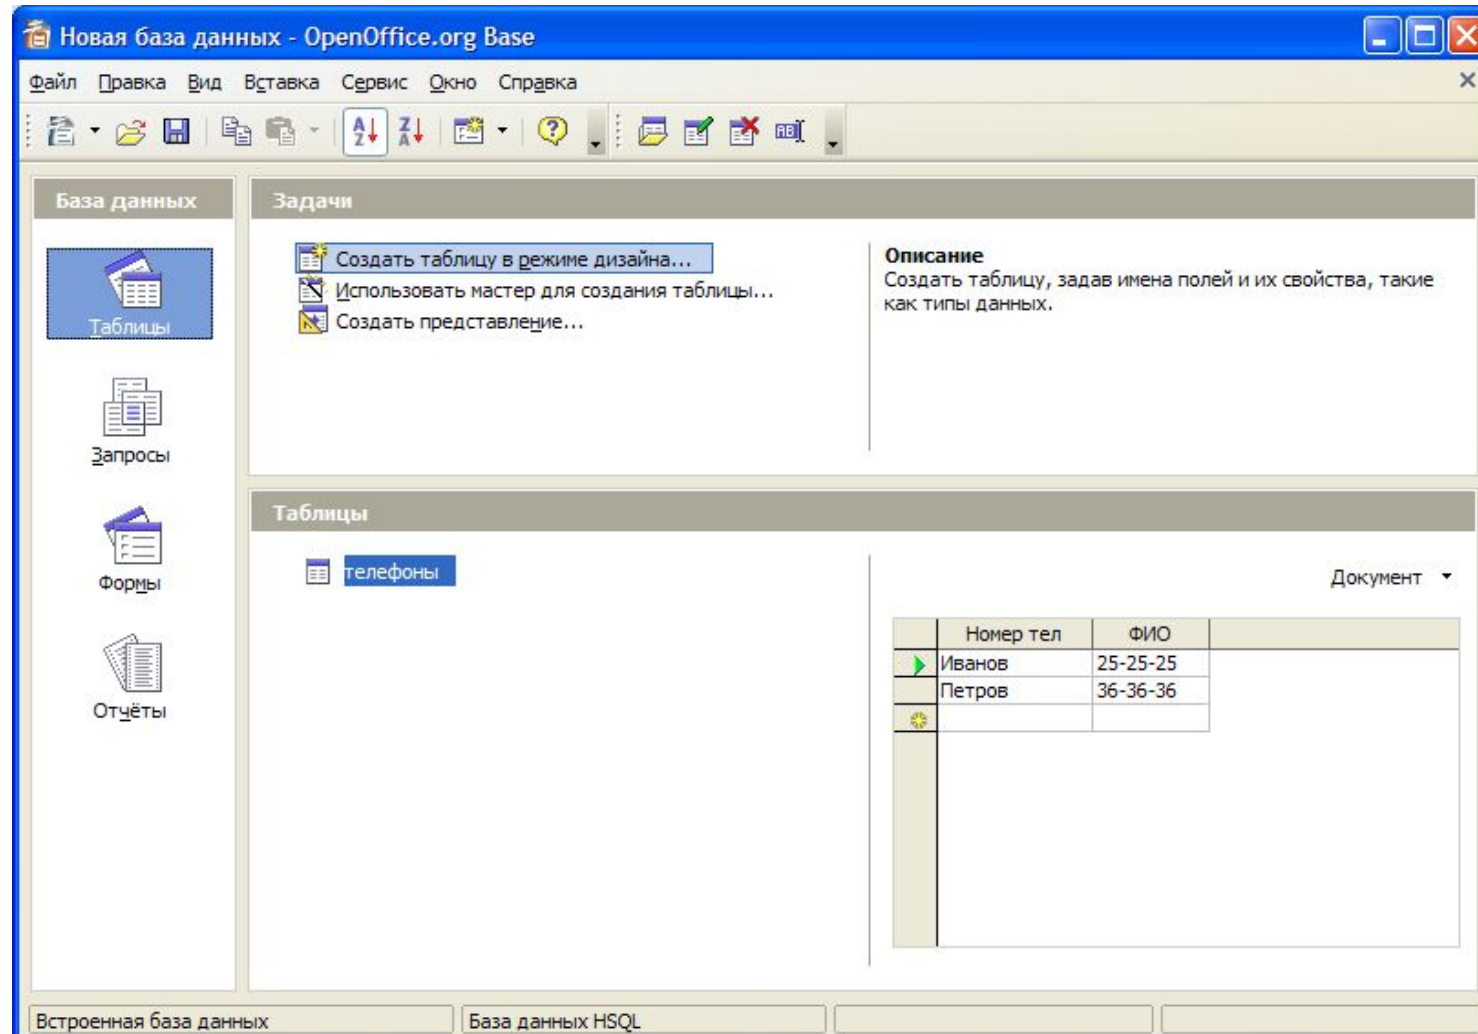 Новая база данных - OpenOffice.org Base
Файл Правка Вид Вставка Сервис Окно Справка
База данных
Задачи
Таблицы
Запросы
Формы
Отчёты
Создать таблицу в режиме дизайна...
Использовать мастер для создания таблицы...
Создать представление...
Описание
Создать таблицу, задав имена полей и их свойства, такие
как типы данных.
Таблицы
телефоны
Документ
Номер тел ФИО
Иванов 25-25-25
Петров 36-36-36
Встроенная база данных База данных HSQL